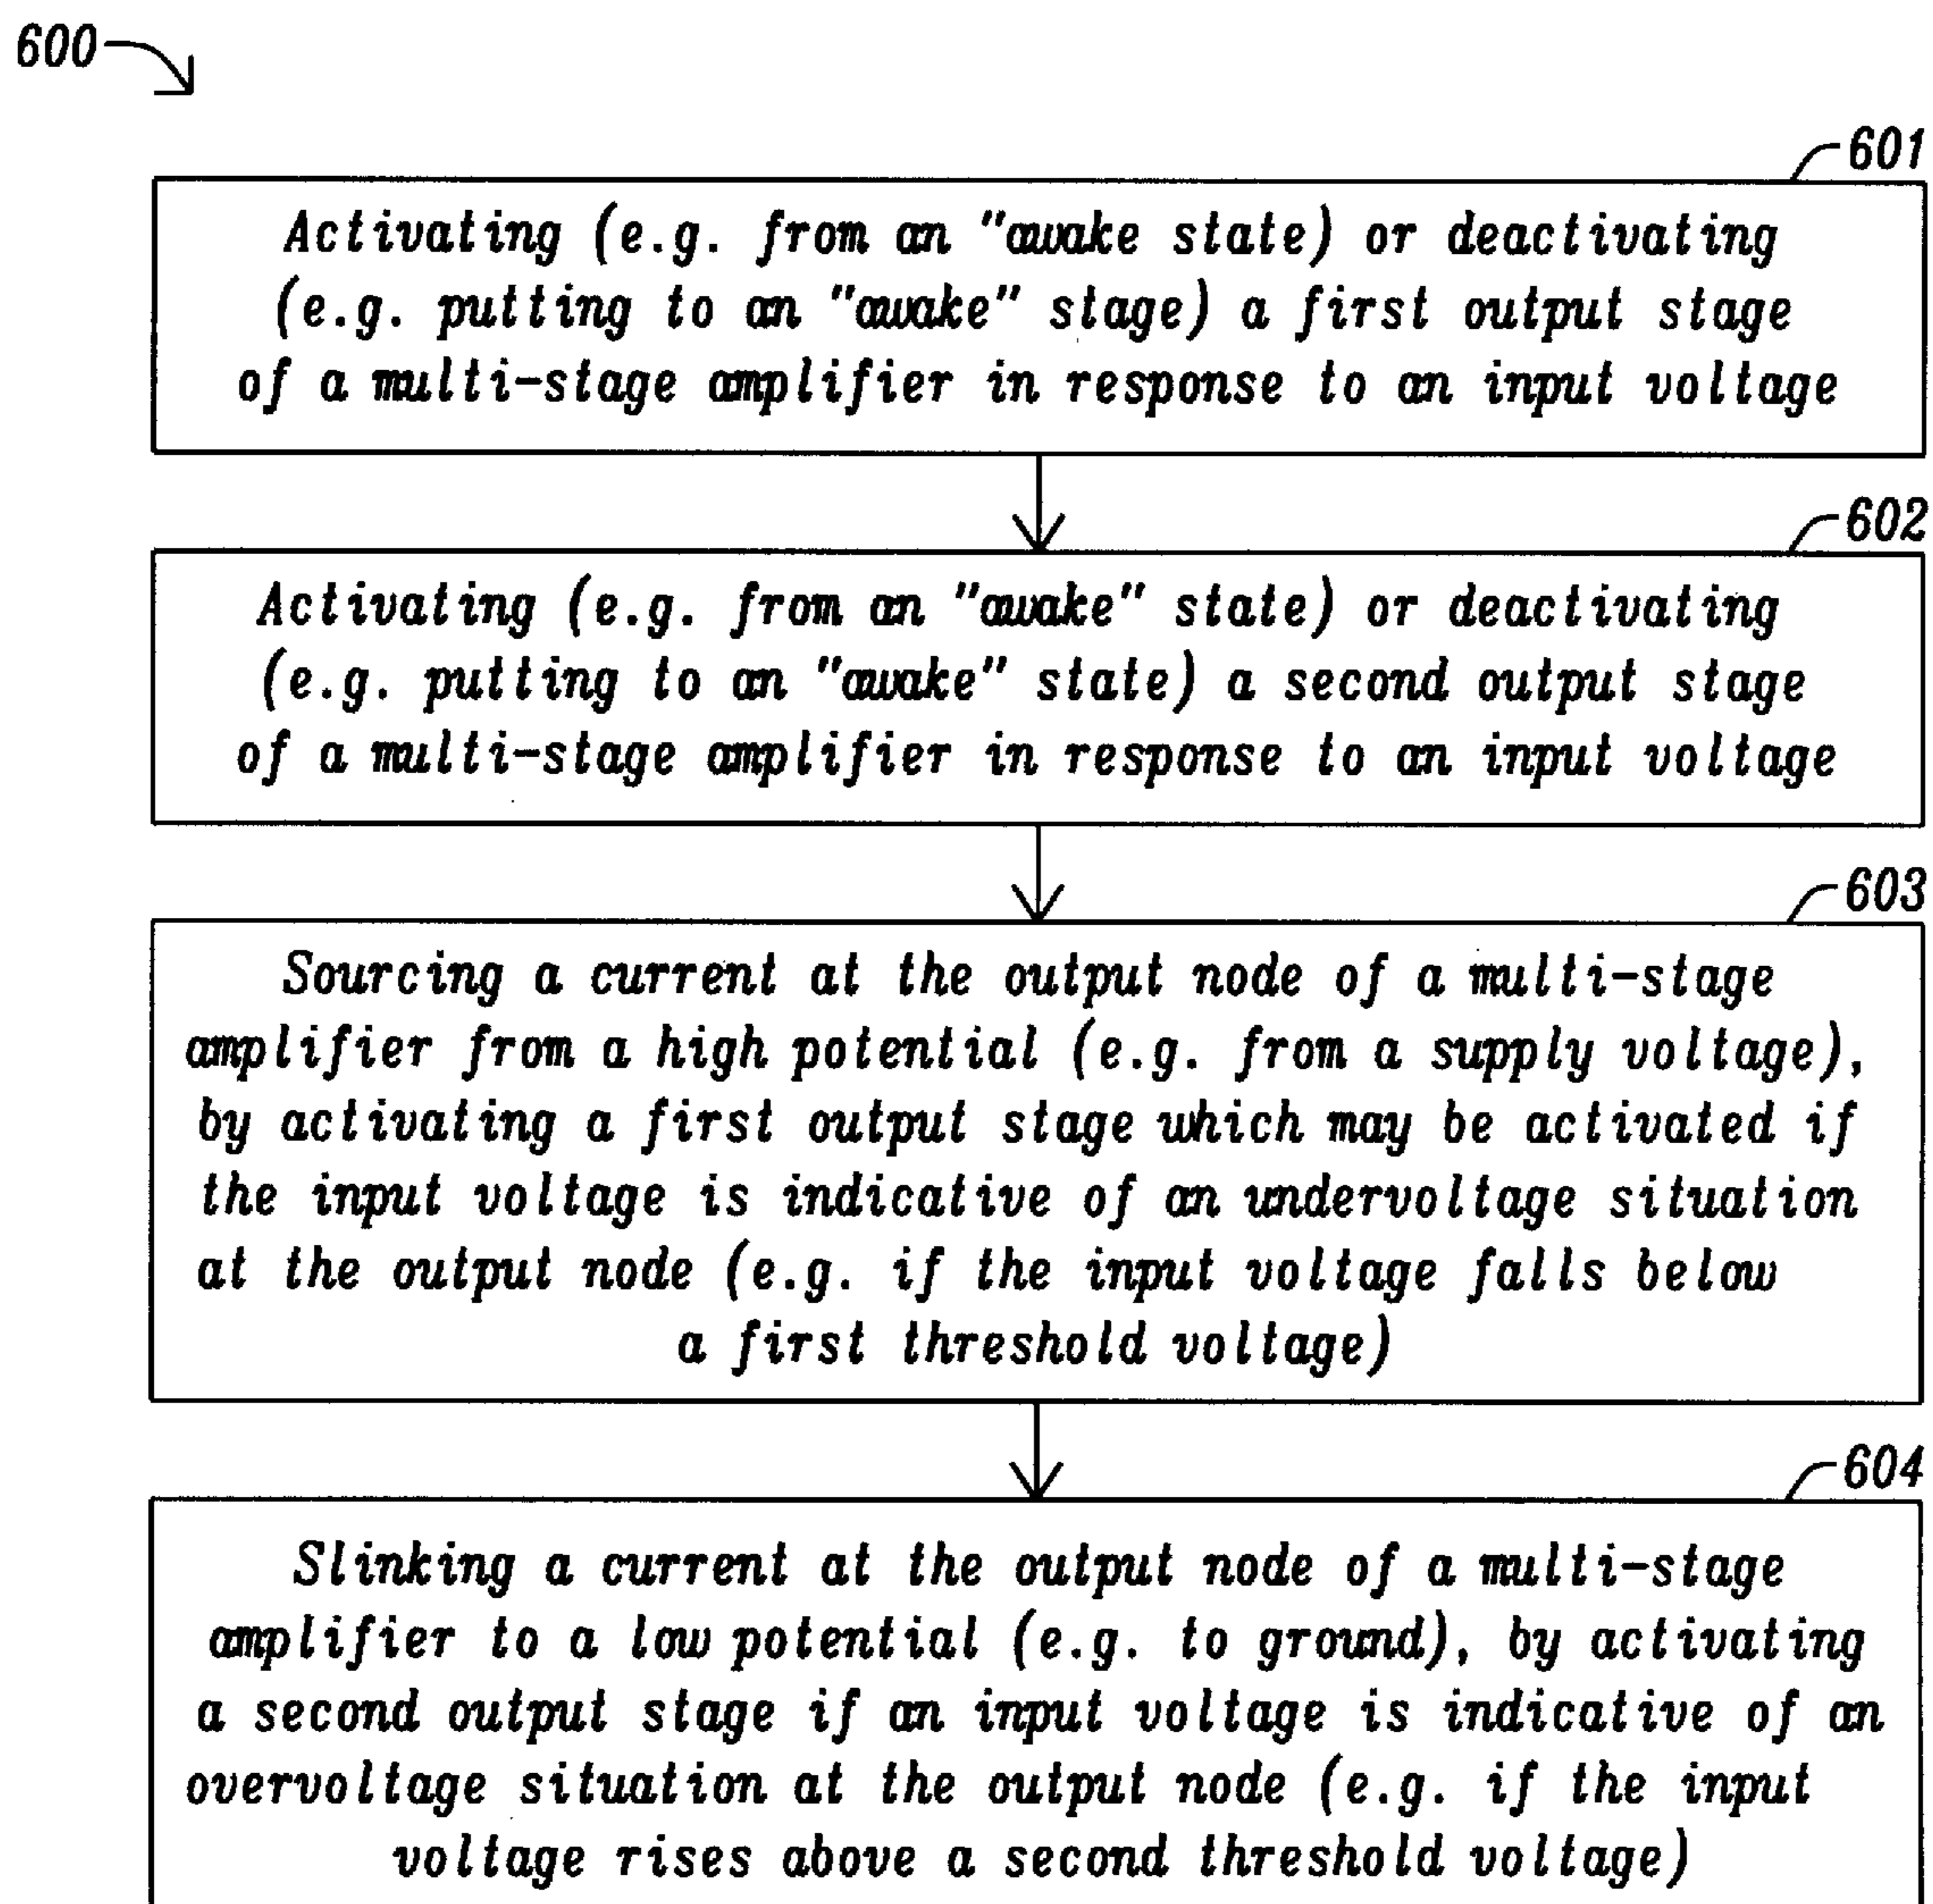 600
601
Activating (e.g. from an "awake state) or deactivating
(e.g. putting to an "awake" stage) a first output stage
of a multi-stage amplifier in response to an input voltage
602
Activating (e.g. from an "awake" state) or deactivating
(e.g. putting to an "awake" state) a second output stage
of a multi-stage amplifier in response to an input voltage
603
Sourcing a current at the output node of a multi-stage
amplifier from a high potential (e.g. from a supply voltage),
by activating a first output stage which may be activated if
the input voltage is indicative of an undervoltage situation
at the output node (e.g. if the input voltage falls below
a first threshold voltage)
604
Slinking a current at the output node of a multi-stage
amplifier to a low potential (e.g. to ground), by activating
a second output stage if an input voltage is indicative of an
overvoltage situation at the output node (e.g. if the input
voltage rises above a second threshold voltage)